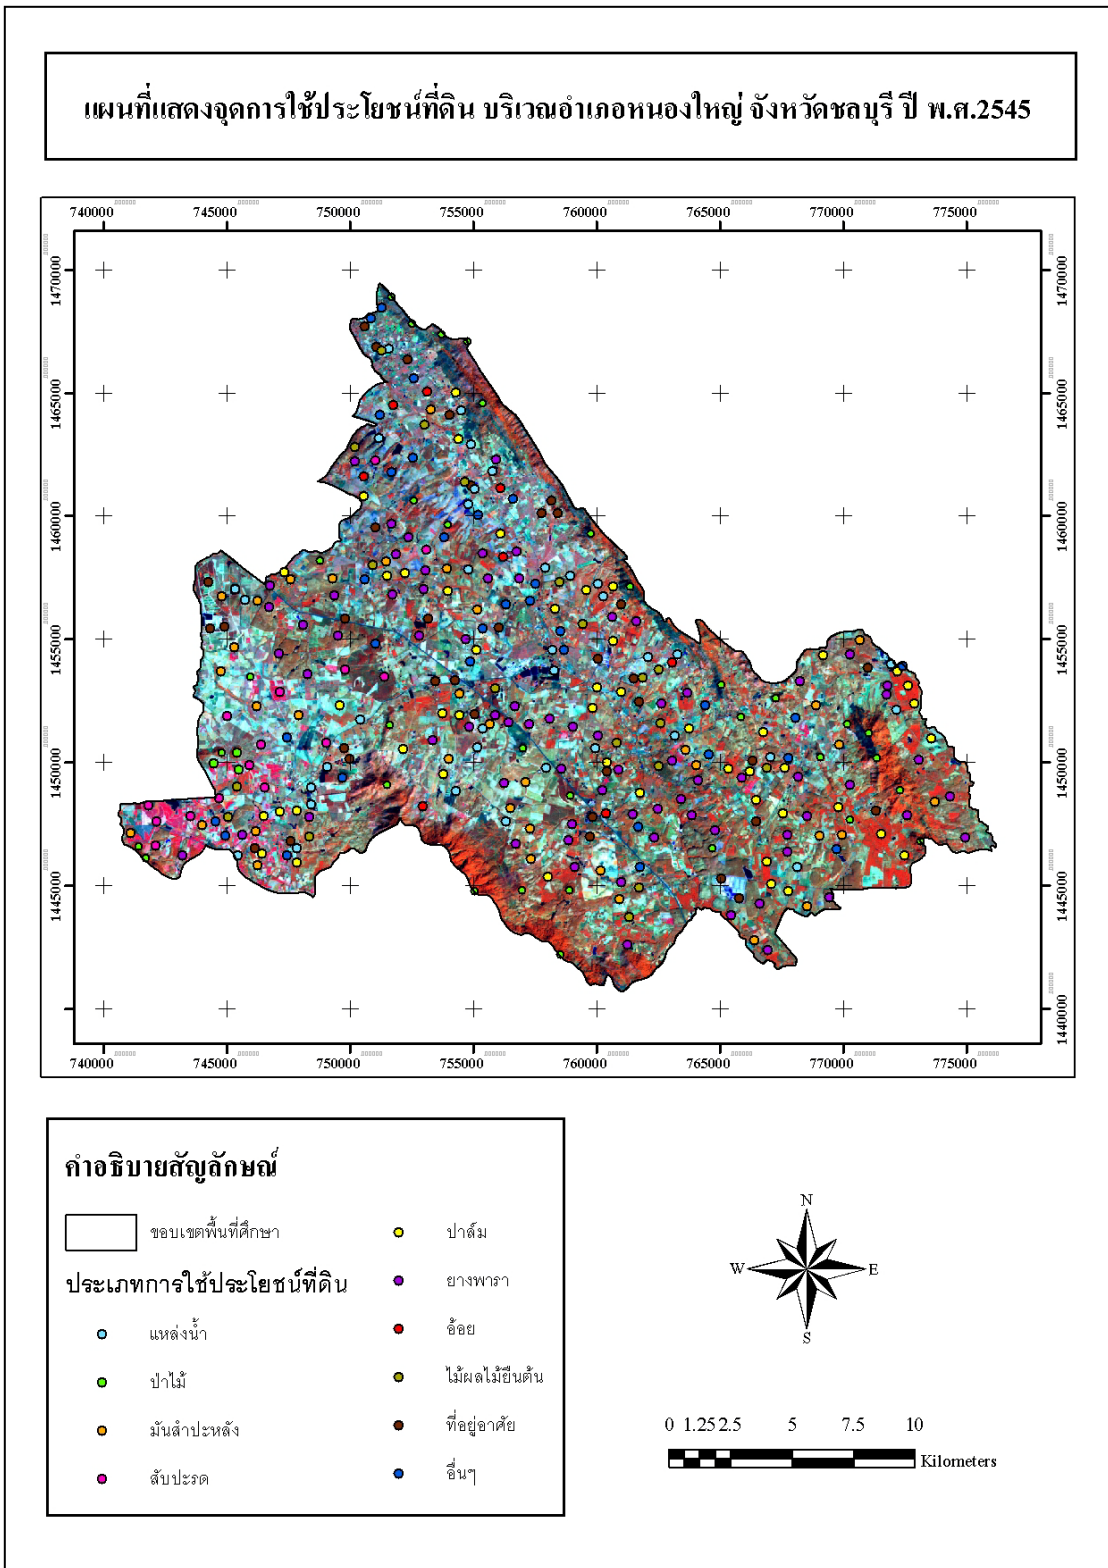 แผนที่แสดงจุดการใช้ประโยชน์ที่ดิน บริเวณอำเภอหนองใหญ่ จังหวัดชลบุรี ปี พ.ศ.2545
740000 745000 750000 755000 760000 765000 770000 775000
1470000 1470000
1465000 1465000
1460000 1460000
1455000 1455000
1450000 1450000
1445000 1445000
1440000 1440000
740000 745000 750000 755000 760000 765000 770000 775000
คำอธิบายสัญลักษณ์
ขอบเขตพื้นที่ศึกษา
ประเภทการใช้ประโยชน์ที่ดิน
แหล่งน้ำ
ป่าไม้
มันสำปะหลัง
สับปะรด
ปาล์ม
ยางพารา
อ้อย
ไม้ผลไม้ยืนต้น
ที่อยู่อาศัย
อื่นๆ
N
W E
S
0 1.25 2.5 5 7.5 10
Kilometers